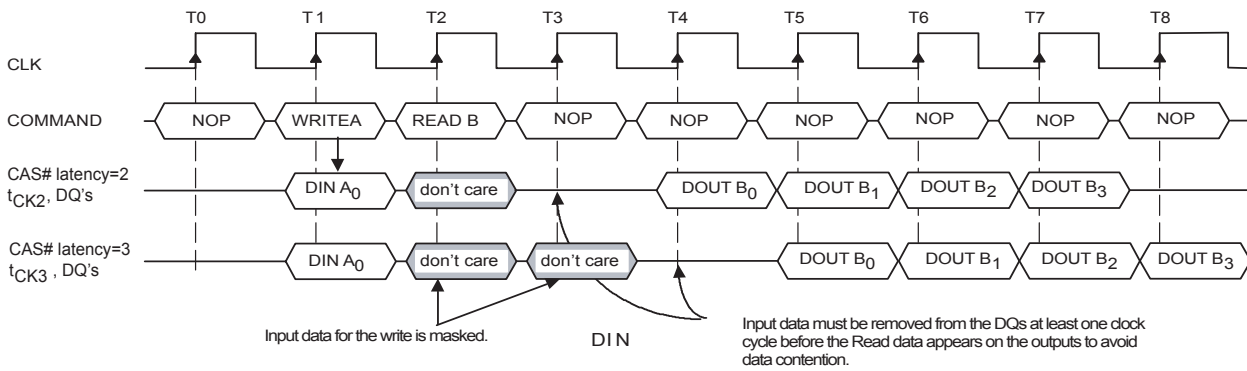 T0 T1 T2 T3 T4 T5 T6 T7 T8
CLK
COMMAND NOP WRITEA READ B NOP NOP NOP NOP NOP NOP
CAS# latency=2
tCK2, DQ's DIN A0 don't care DOUT B0 DOUT B1 DOUT B2 DOUT B3
CAS# latency=3
tCK3 , DQ's DIN A0 don't care don't care DOUT B0 DOUT B1 DOUT B2 DOUT B3
Input data for the write is masked.
DIN
Input data must be removed from the DQs at least one clock
cycle before the Read data appears on the outputs to avoid
data contention.